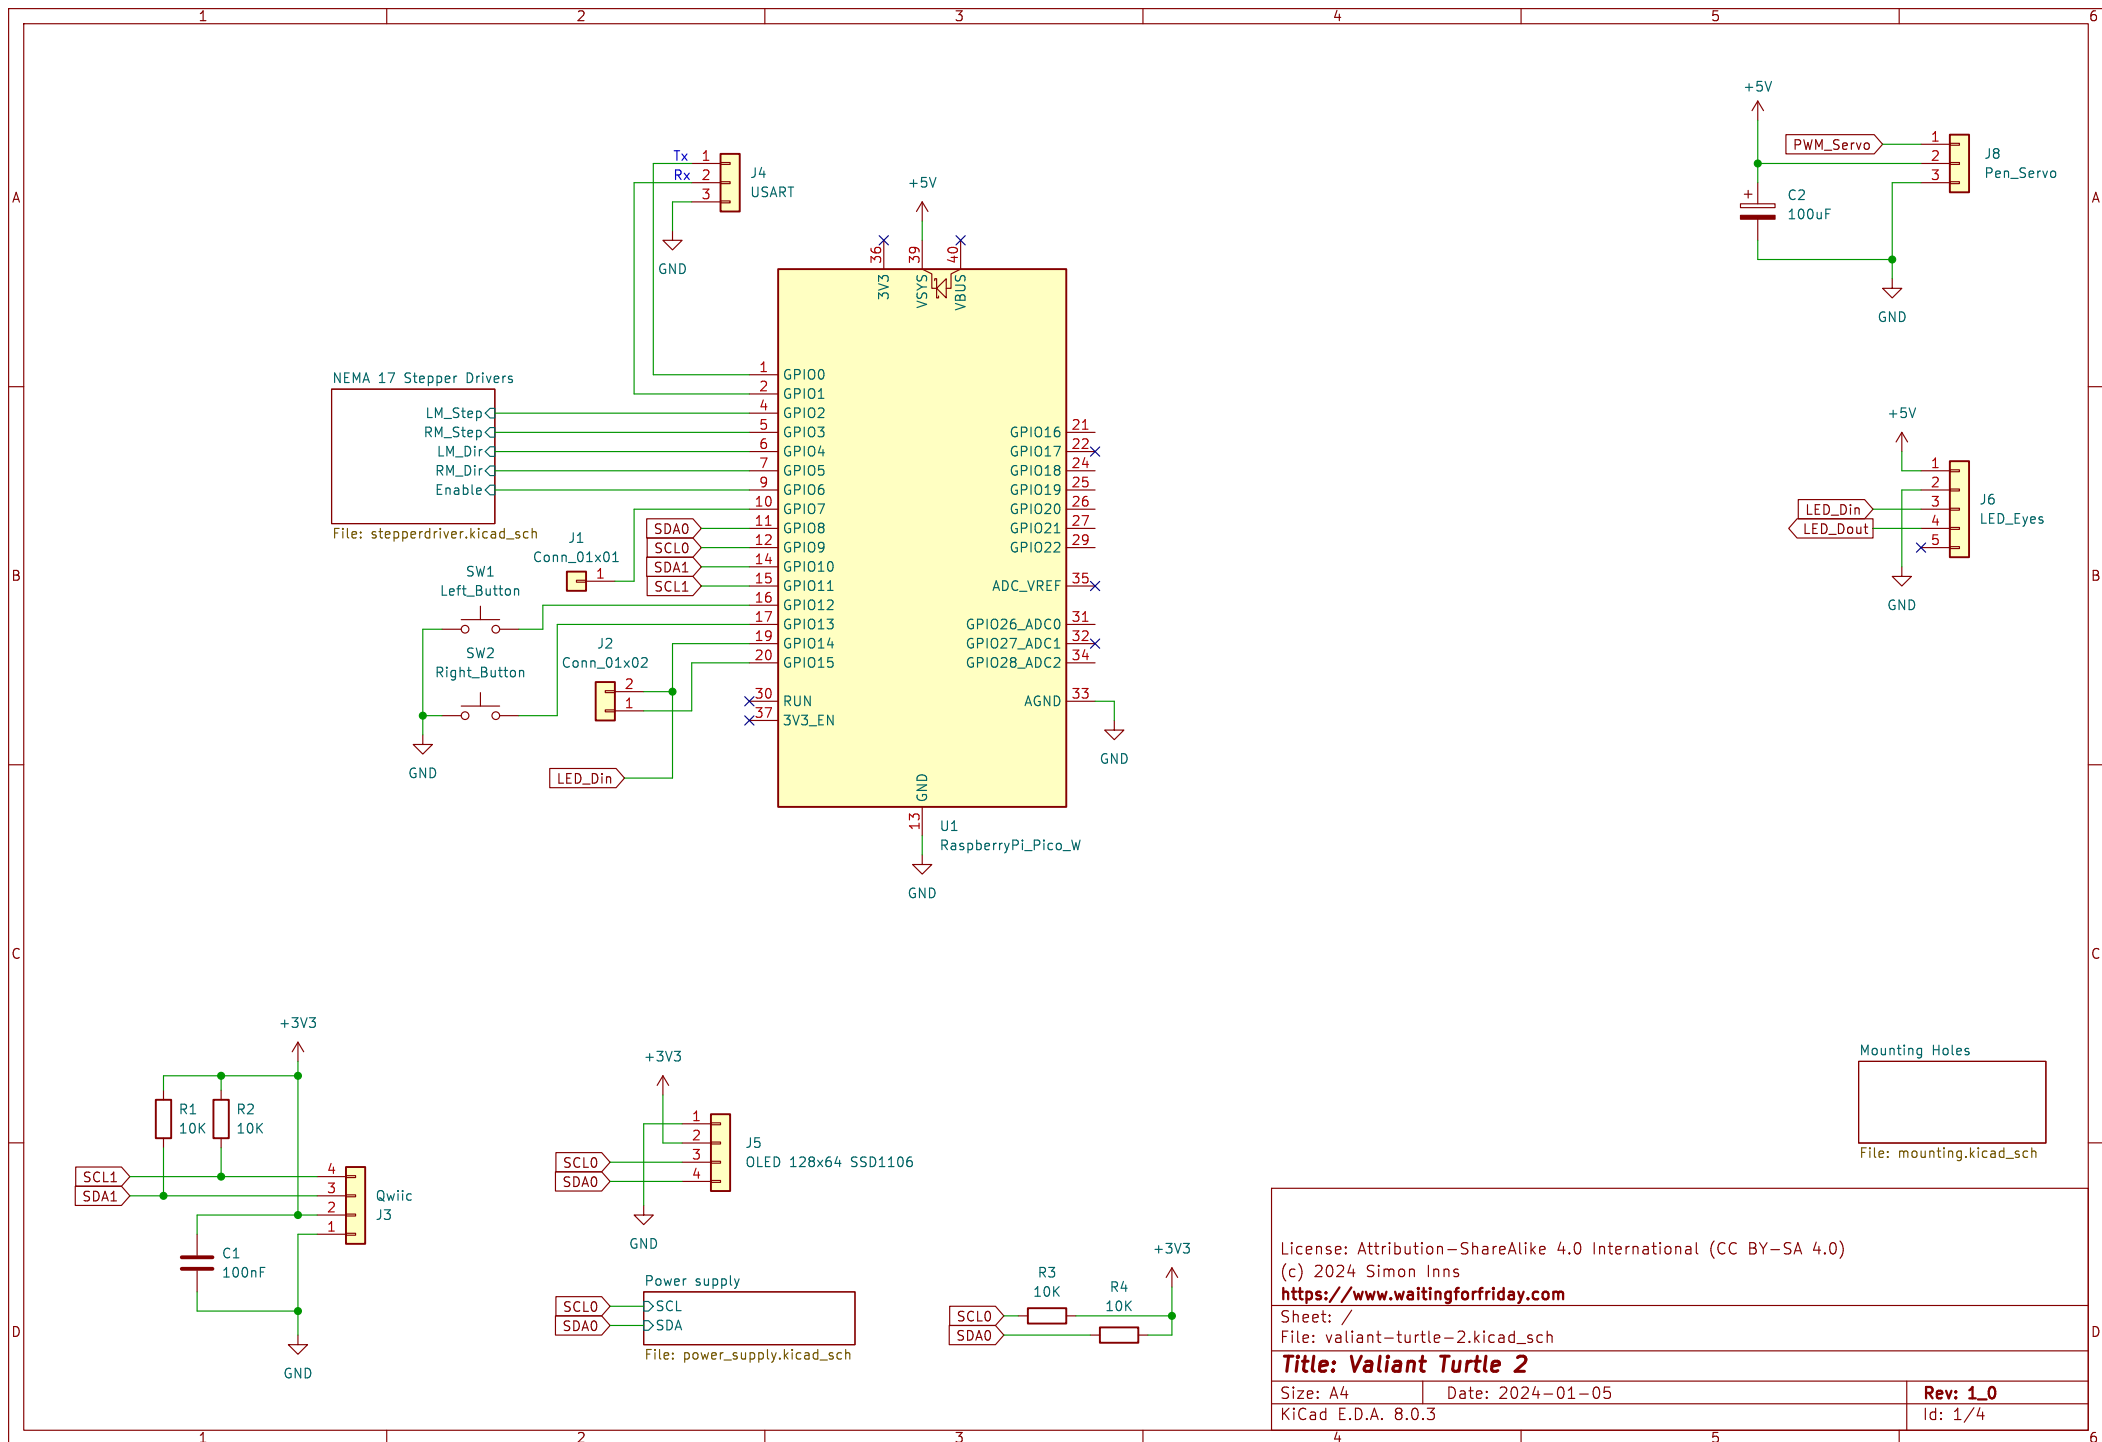 1 2 3 4 5 6
A
B
C
D
A
B
C
D
1 2 3 4 5 6
Tx 1
Rx 2
3
J4
USART
GND
+5V
36 39 40
3V3 VSYS VBUS
NEMA 17 Stepper Drivers
LM_Step
RM_Step
LM_Dir
RM_Dir
Enable
File: stepperdriver.kicad_sch
1 GPIO0
2 GPIO1
4 GPIO2
5 GPIO3
6 GPIO4
7 GPIO5
9 GPIO6
10 GPIO7
SDA0 11 GPIO8
SCL0 12 GPIO9
SDA1 14 GPIO10
SCL1 15 GPIO11
16 GPIO12
17 GPIO13
19 GPIO14
20 GPIO15
30 RUN
37 3V3_EN
GPIO16 21
GPIO17 22
GPIO18 24
GPIO19 25
GPIO20 26
GPIO21 27
GPIO22 29
ADC_VREF 35
GPIO26_ADC0 31
GPIO27_ADC1 32
GPIO28_ADC2 34
AGND 33
GND
GND
13
U1
RaspberryPi_Pico_W
GND
J1
Conn_01x01
1
SW1
Left_Button
SW2
Right_Button
GND
J2
Conn_01x02
2
1
LED_Din
+5V
PWM_Servo 1
2
3
J8
Pen_Servo
+
C2
100uF
GND
+5V
1
2
LED_Din 3
LED_Dout 4
5
J6
LED_Eyes
GND
+3V3
R1
10K
R2
10K
SCL1 4
SDA1 3
2
1
Qwiic
J3
C1
100nF
GND
+3V3
1
2
SCL0 3
SDA0 4
J5
OLED 128x64 SSD1106
GND
Power supply
SCL0 SCL
SDA0 SDA
File: power_supply.kicad_sch
+3V3
R3
10K
R4
10K
SCL0
SDA0
Mounting Holes
File: mounting.kicad_sch
License: Attribution-ShareAlike 4.0 International (CC BY-SA 4.0)
(c) 2024 Simon Inns
https://www.waitingforfriday.com
Sheet: /
File: valiant-turtle-2.kicad_sch
Title: Valiant Turtle 2
Size: A4 Date: 2024-01-05 Rev: 1_0
KiCad E.D.A. 8.0.3 Id: 1/4